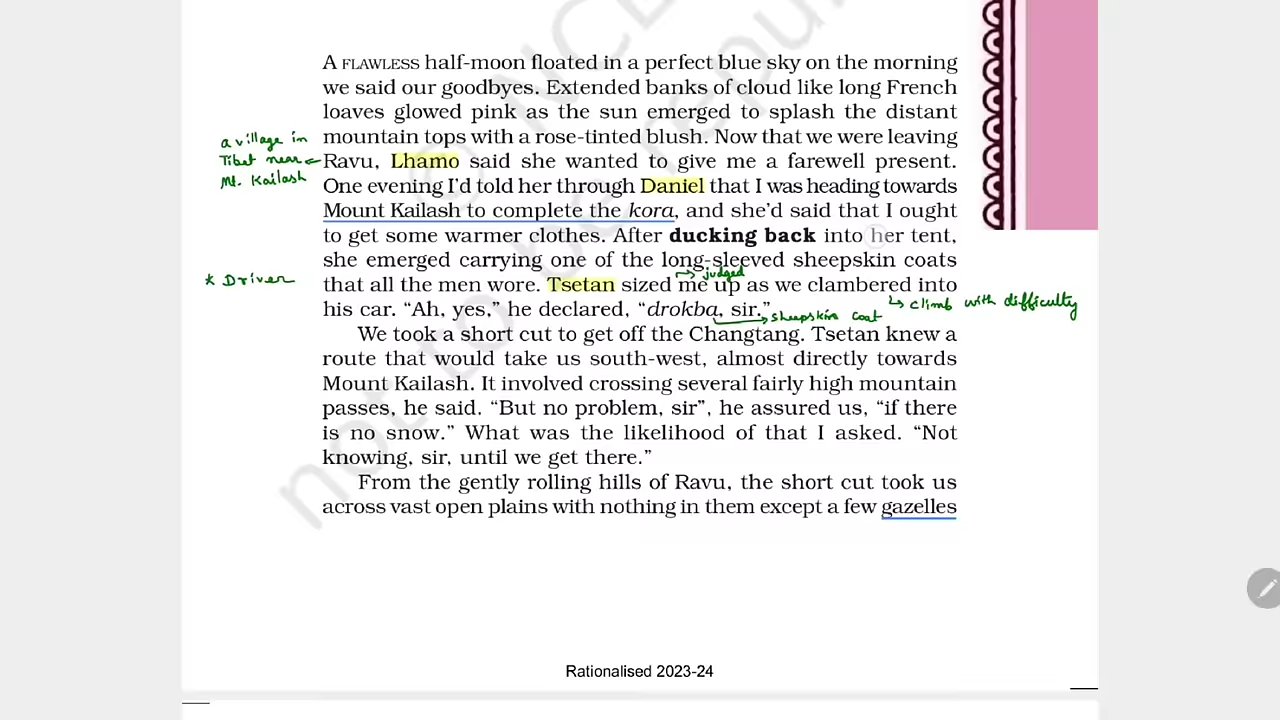 A FLAWLESS half-moon floated in a perfect blue sky on the morning
we said our goodbyes. Extended banks of cloud like long French
loaves glowed pink as the sun emerged to splash the distant
mountain tops with a rose-tinted blush. Now that we were leaving
Ravu, Lhamo said she wanted to give me a farewell present.
One evening I’d told her through Daniel that I was heading towards
Mount Kailash to complete the kora, and she’d said that I ought
to get some warmer clothes. After ducking back into her tent,
she emerged carrying one of the long-sleeved sheepskin coats
that all the men wore. Tsetan sized me up as we clambered into
his car. “Ah, yes,” he declared, “drokba, sir.”
a village in
Tibet near
Mt. Kailash
* Driver
judged
climb with difficulty
sheepskin coat
We took a short cut to get off the Changtang. Tsetan knew a
route that would take us south-west, almost directly towards
Mount Kailash. It involved crossing several fairly high mountain
passes, he said. “But no problem, sir”, he assured us, “if there
is no snow.” What was the likelihood of that I asked. “Not
knowing, sir, until we get there.”
From the gently rolling hills of Ravu, the short cut took us
across vast open plains with nothing in them except a few gazelles
Rationalised 2023-24